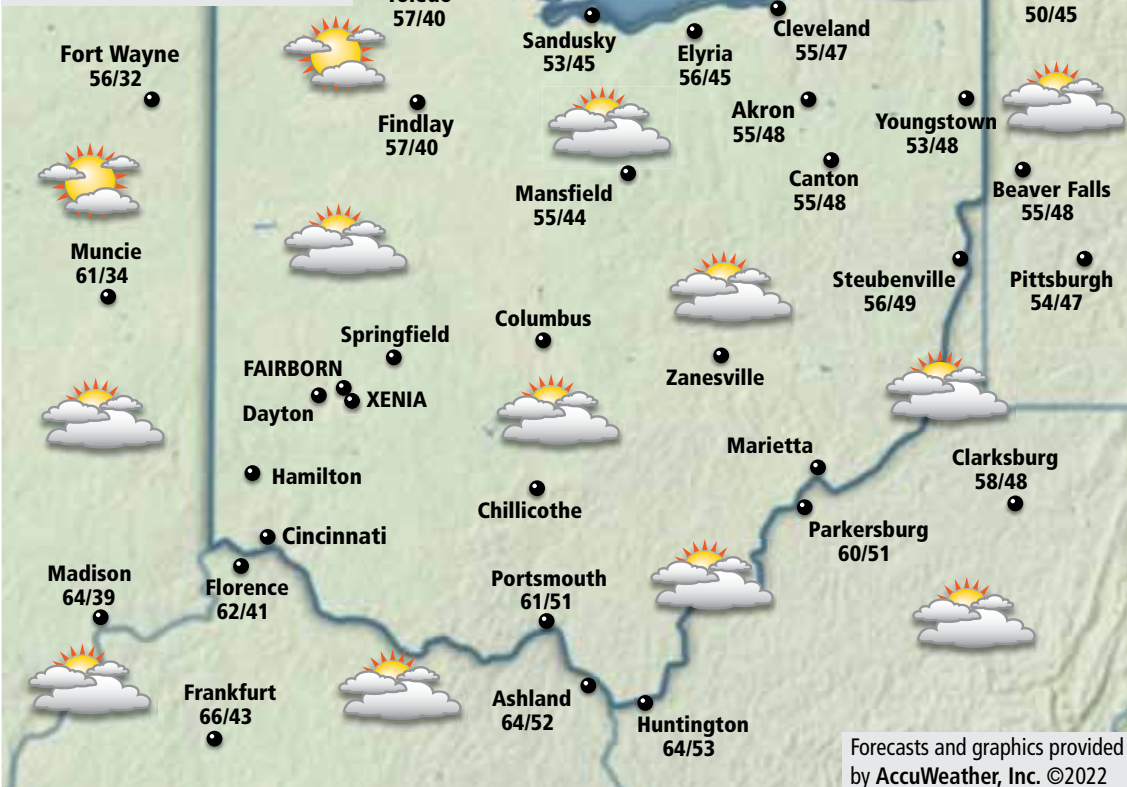 57/40
50/45
Sandusky
53/45
Cleveland
55/47
Elyria
56/45
Fort Wayne
56/32
Findlay
57/40
Akron
55/48
Youngstown
53/48
Canton
55/48
Mansfield
55/44
Beaver Falls
55/48
Muncie
61/34
Steubenville
56/49
Pittsburgh
54/47
Springfield
Columbus
FAIRBORN
XENIA
Dayton
Zanesville
Marietta
Clarksburg
58/48
Hamilton
Chillicothe
Cincinnati
Parkersburg
60/51
Madison
64/39
Florence
62/41
Portsmouth
61/51
Frankfurt
66/43
Ashland
64/52
Huntington
64/53
Forecasts and graphics provided
by AccuWeather, Inc. ©2022